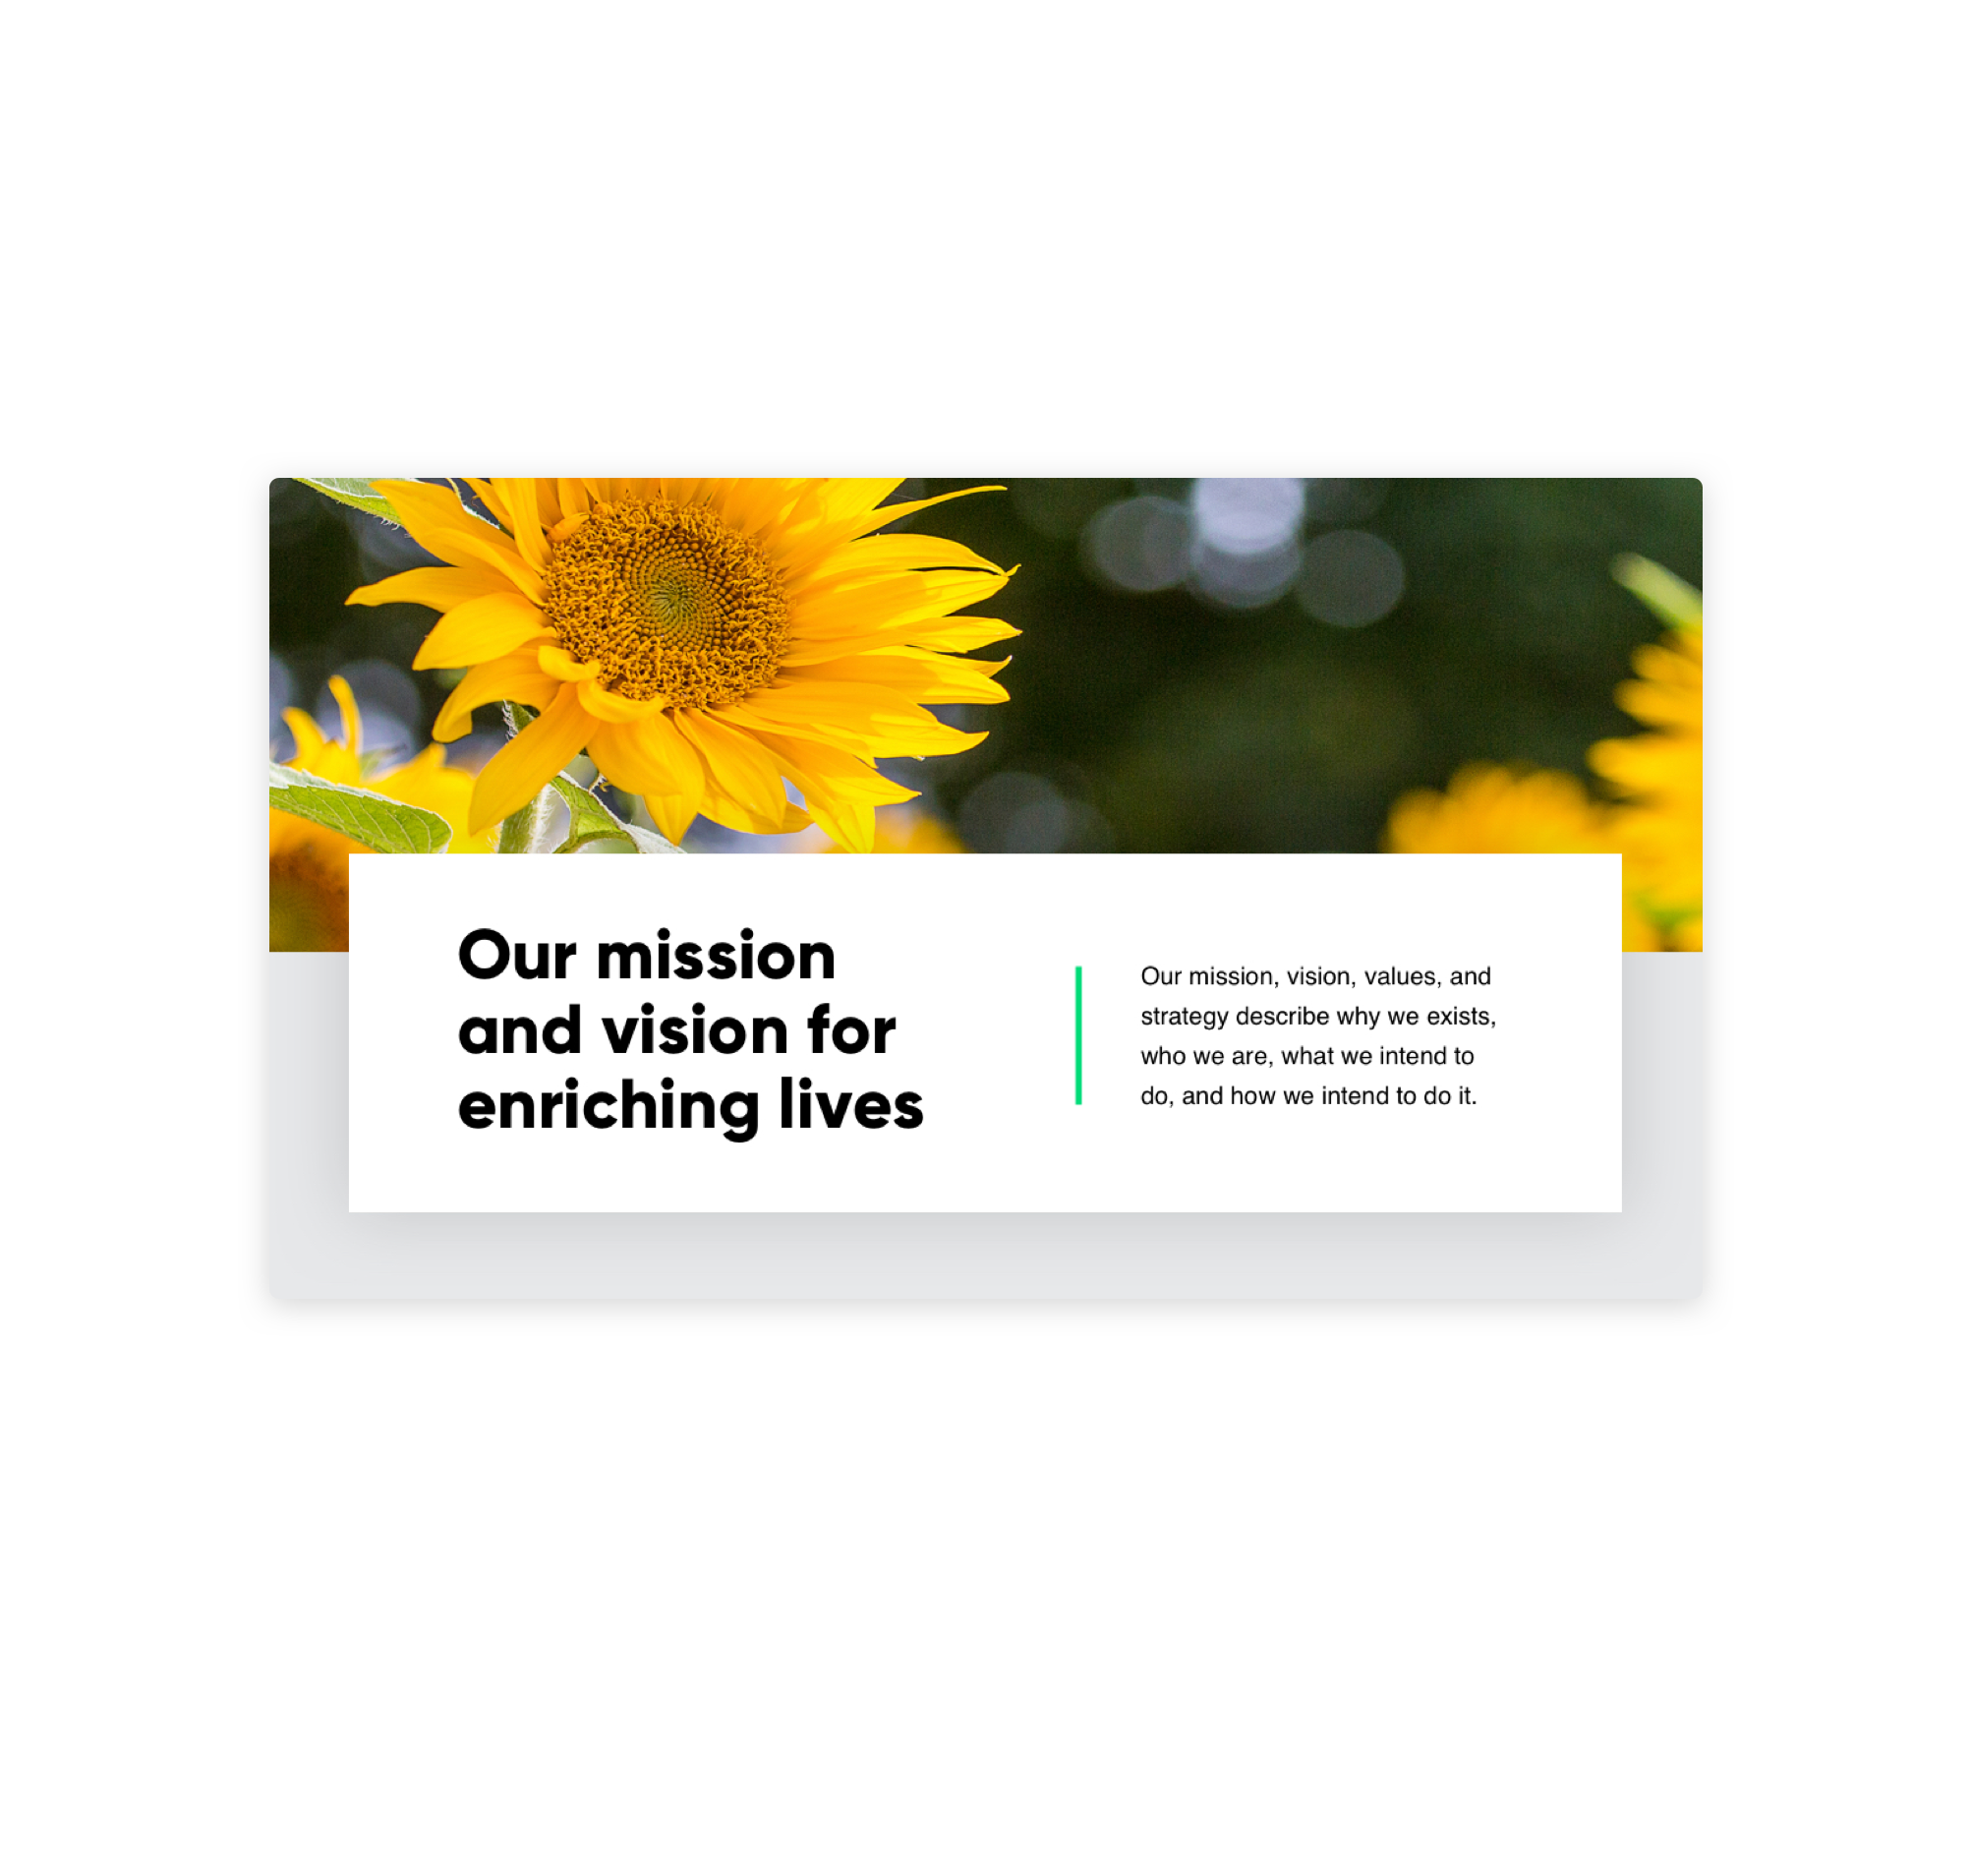 Our mission
and vision for
enriching lives
Our mission, vision, values, and
strategy describe why we exists,
who we are, what we intend to
do, and how we intend to do it.